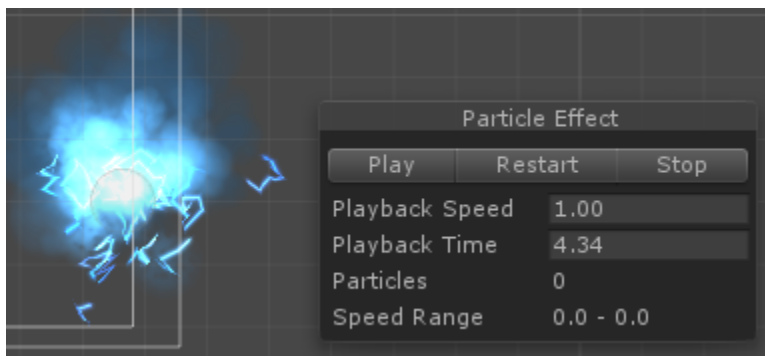 Particle Effect
Play Restart Stop
Playback Speed 1.00
Playback Time 4.34
Particles 0
Speed Range 0.0 - 0.0